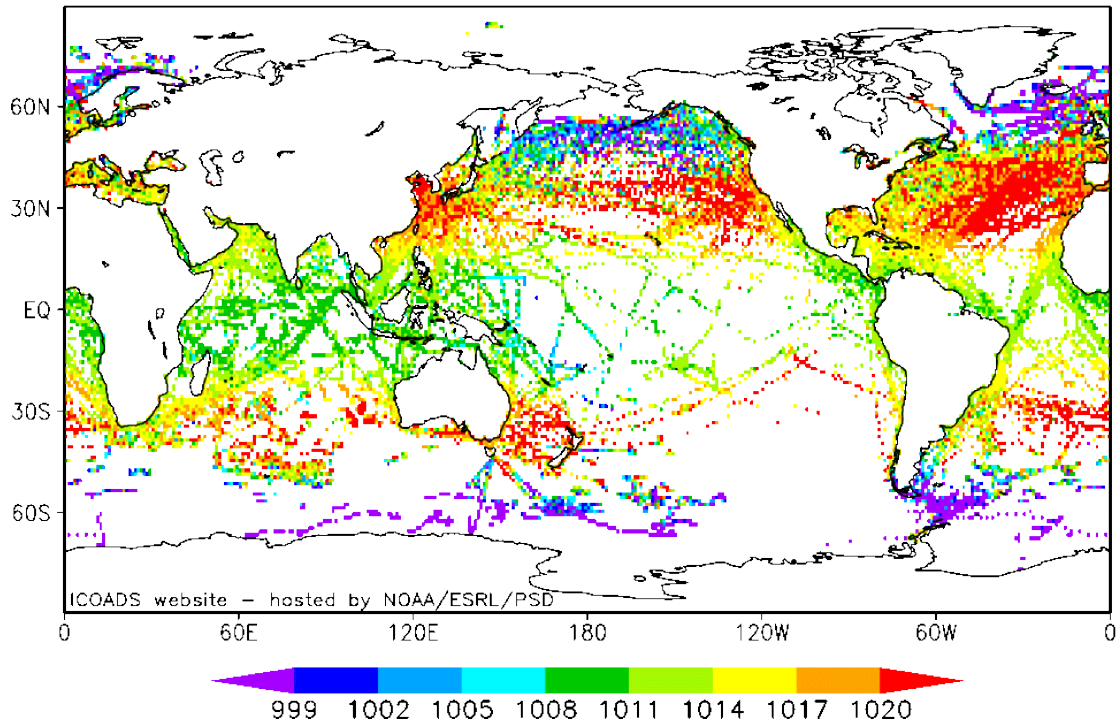 60N
30N
EQ
30S
60S
ICOADS website – hosted by NOAA/ESRL/PSD
0 60E 120E 180 120W 60W 0
999 1002 1005 1008 1011 1014 1017 1020